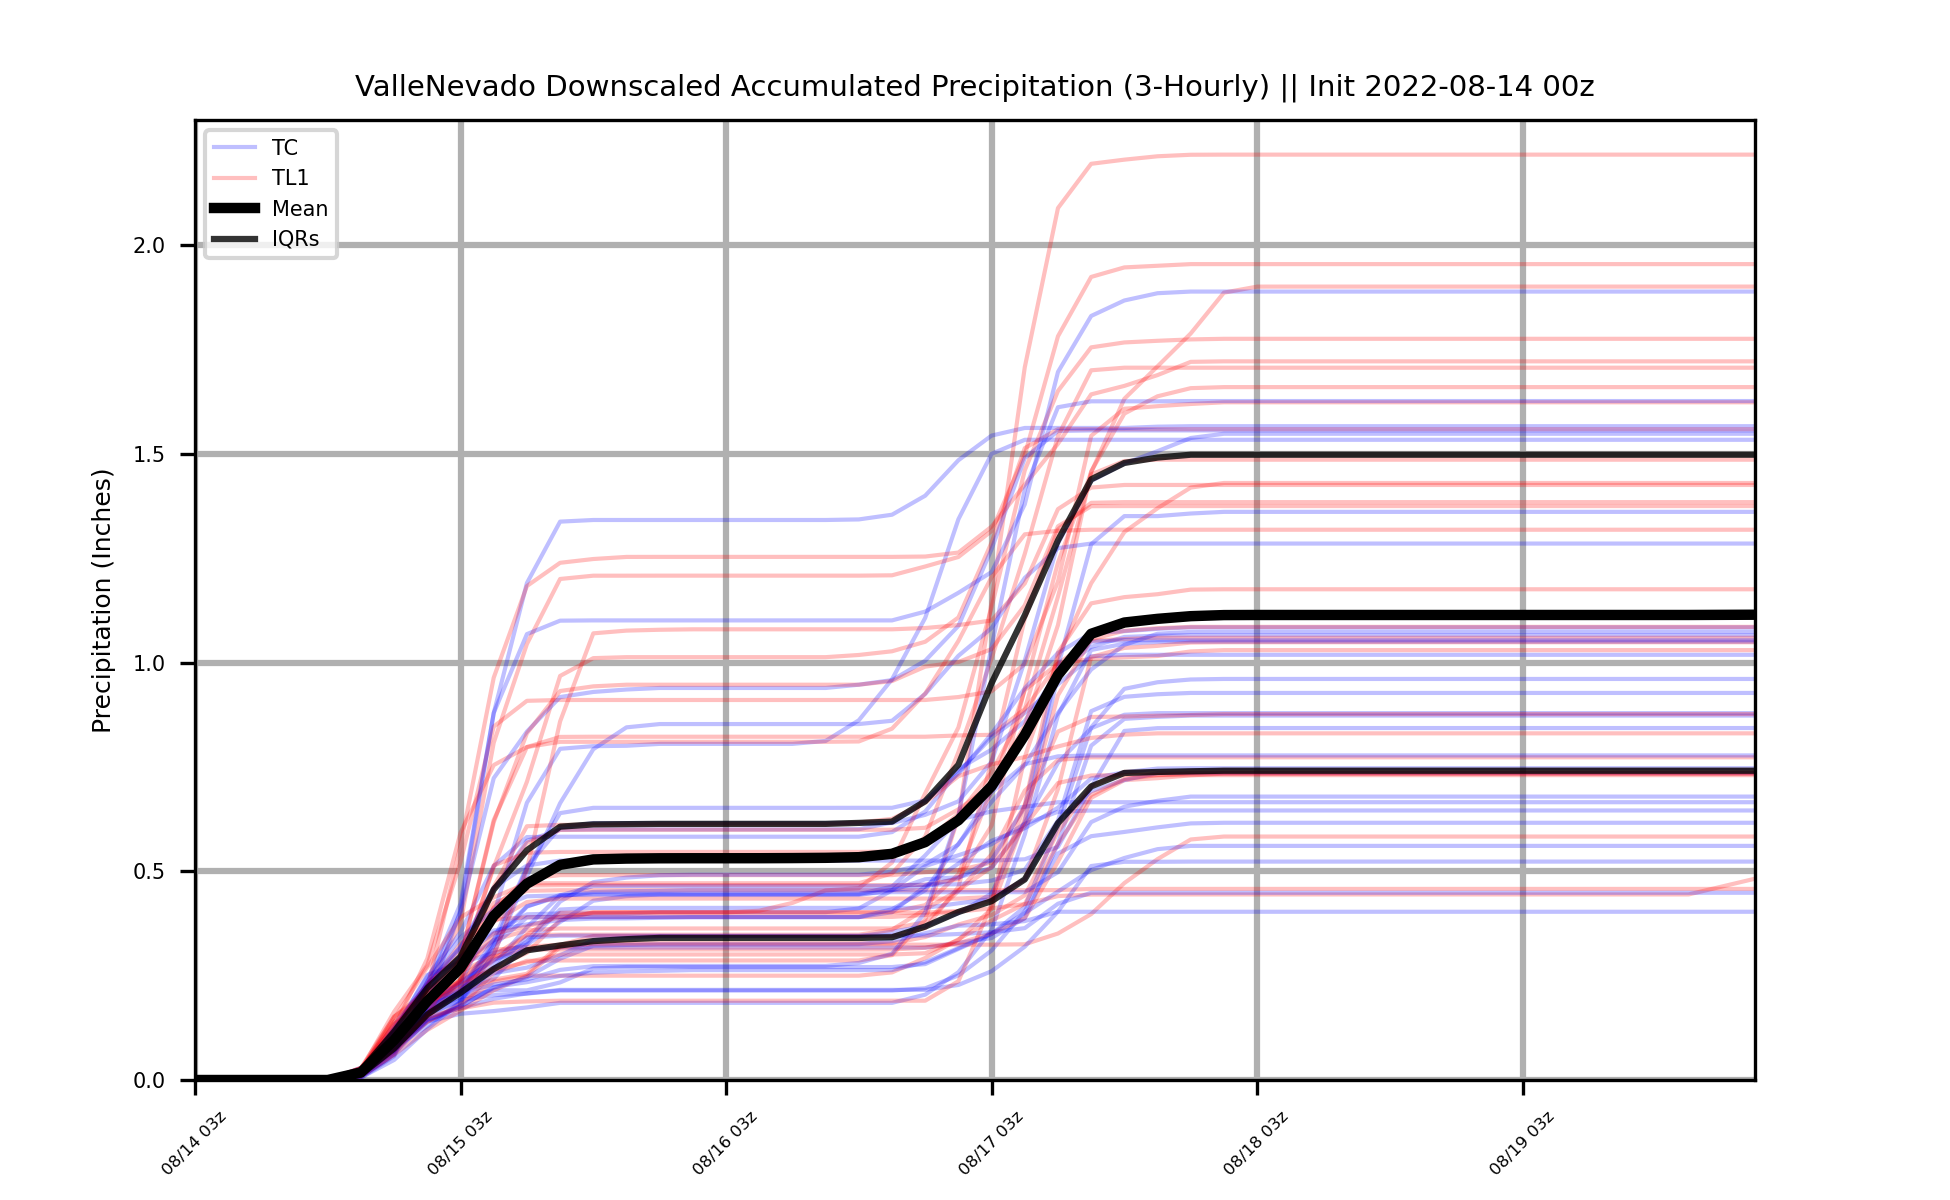 ValleNevado Downscaled Accumulated Precipitation (3-Hourly) || Init 2022-08-14 00z
TC
TL1
Mean
IQRs
Precipitation (Inches)
2.0
1.5
1.0
0.5
0.0
08/14 03z
08/15 03z
08/16 03z
08/17 03z
08/18 03z
08/19 03z